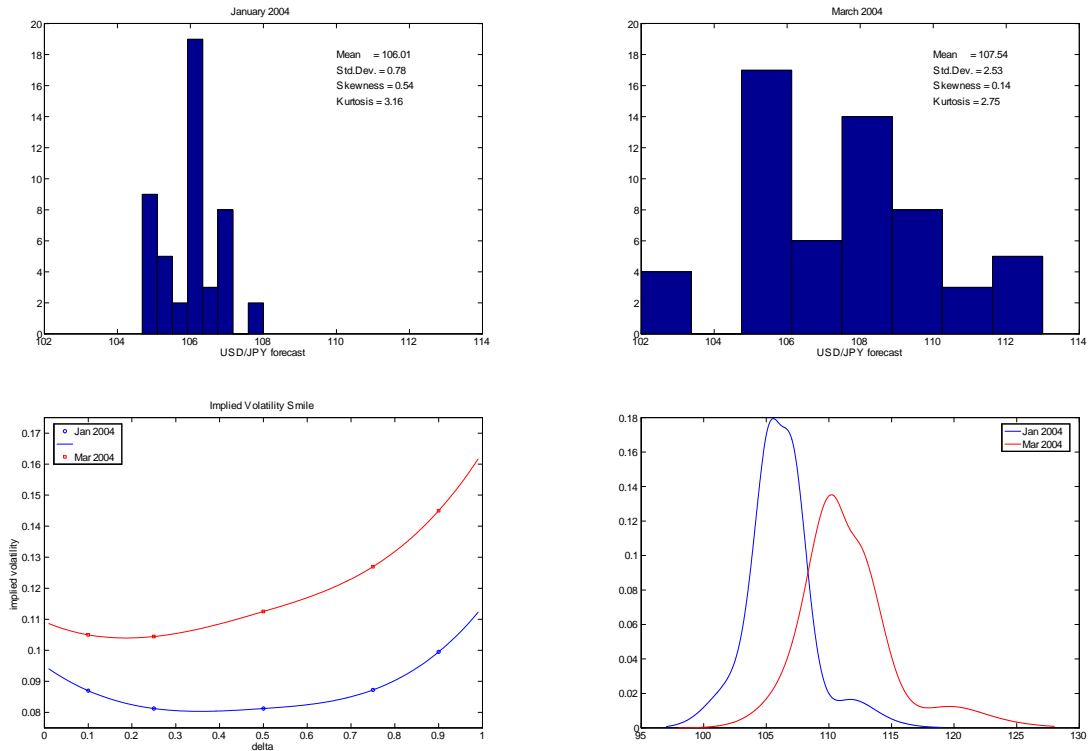 January 2004
20
18
16
14
12
10
8
6
4
2
0
Mean = 106.01
Std.Dev. = 0.78
Skewness = 0.54
Kurtosis = 3.16
102 104 106 108 110 112 114
USD/JPY forecast
March 2004
20
18
16
14
12
10
8
6
4
2
0
Mean = 107.54
Std.Dev. = 2.53
Skewness = 0.14
Kurtosis = 2.75
102 104 106 108 110 112 114
USD/JPY forecast
Implied Volatility Smile
implied volatility
0.17
0.16
0.15
0.14
0.13
0.12
0.11
0.1
0.09
0.08
Jan 2004
Mar 2004
0 0.1 0.2 0.3 0.4 0.5 0.6 0.7 0.8 0.9 1
delta
0.18
0.16
0.14
0.12
0.1
0.08
0.06
0.04
0.02
0
Jan 2004
Mar 2004
95 100 105 110 115 120 125 130